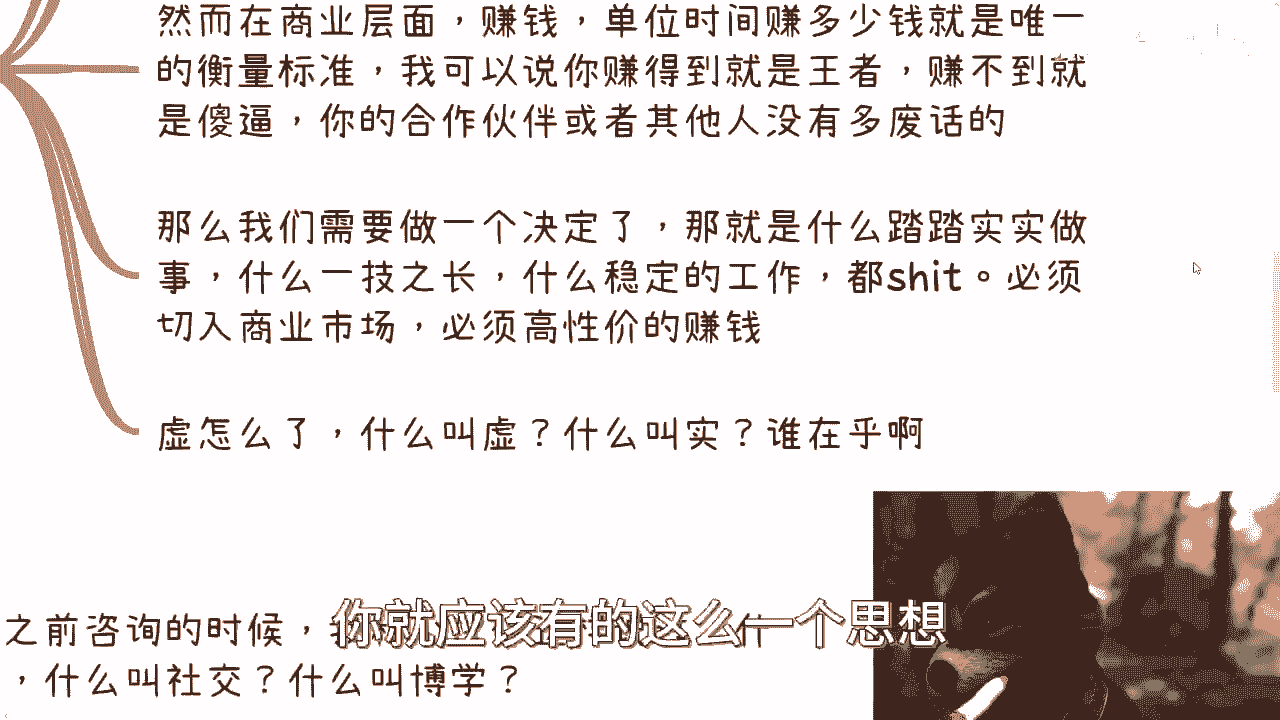 然而在商业层面，赚钱，单位时间赚多少钱就是唯一
的衡量标准，我可以说你赚得到就是王者，赚不到就
是傻逼，你的合作伙伴或者其他人没有多废话的
那么我们需要做一个决定了，那就是什么踏踏实实做
事，什么一技之长，什么稳定的工作，都shit。必须
切入商业市场，必须高性价的赚钱
虚怎么了，什么叫虚？什么叫实？谁在乎啊
之前咨询的时候，
你就应该有的这么一个思想
，什么叫社交？什么叫博学？